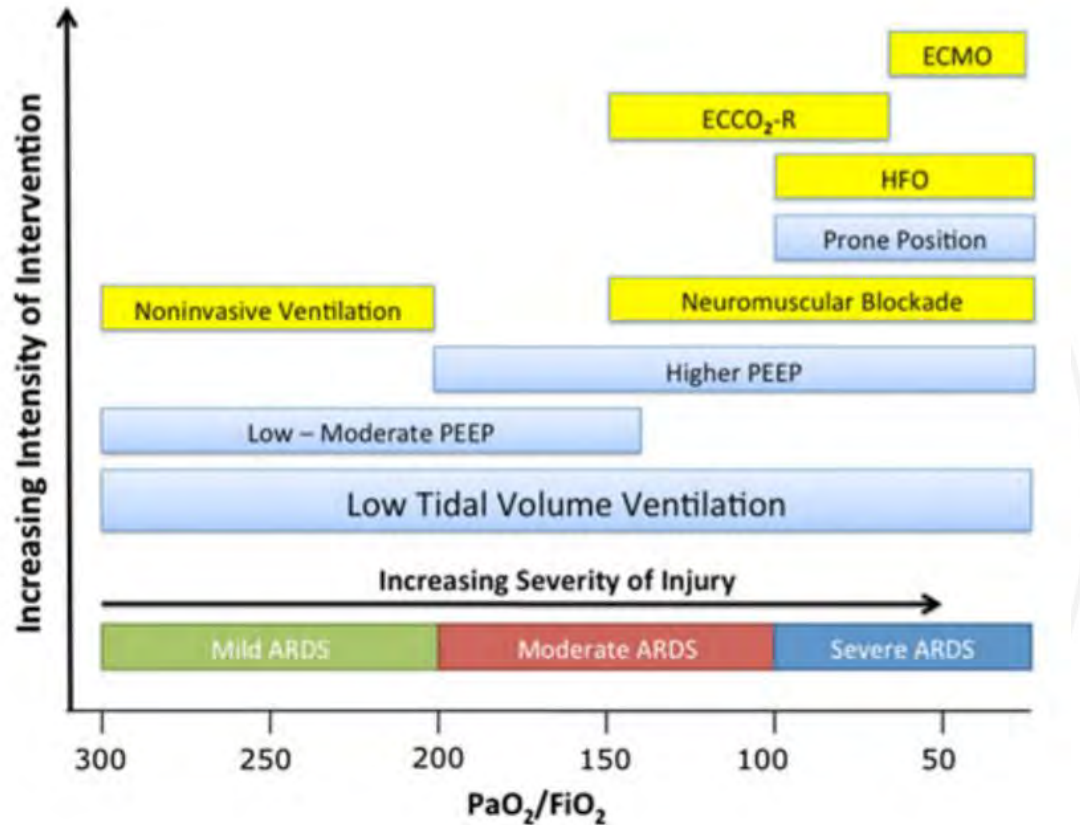 Increasing Intensity of Intervention
ECMO
ECCO₂-R
HFO
Prone Position
Noninvasive Ventilation
Neuromuscular Blockade
Higher PEEP
Low – Moderate PEEP
Low Tidal Volume Ventilation
Increasing Severity of Injury
Mild ARDS
Moderate ARDS
Severe ARDS
300
250
200
150
100
50
PaO₂/FiO₂